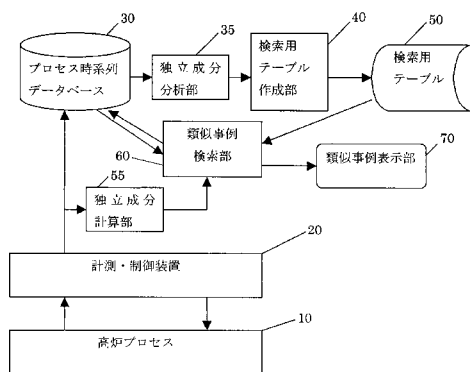 30
プロセス時系列
データベース
35
独立成分
分析部
40
検索用
テーブル
作成部
50
検索用
テーブル
類似事例
検索部
60
70
類似事例表示部
55
独立成分
計算部
20
計測・制御装置
10
高炉プロセス